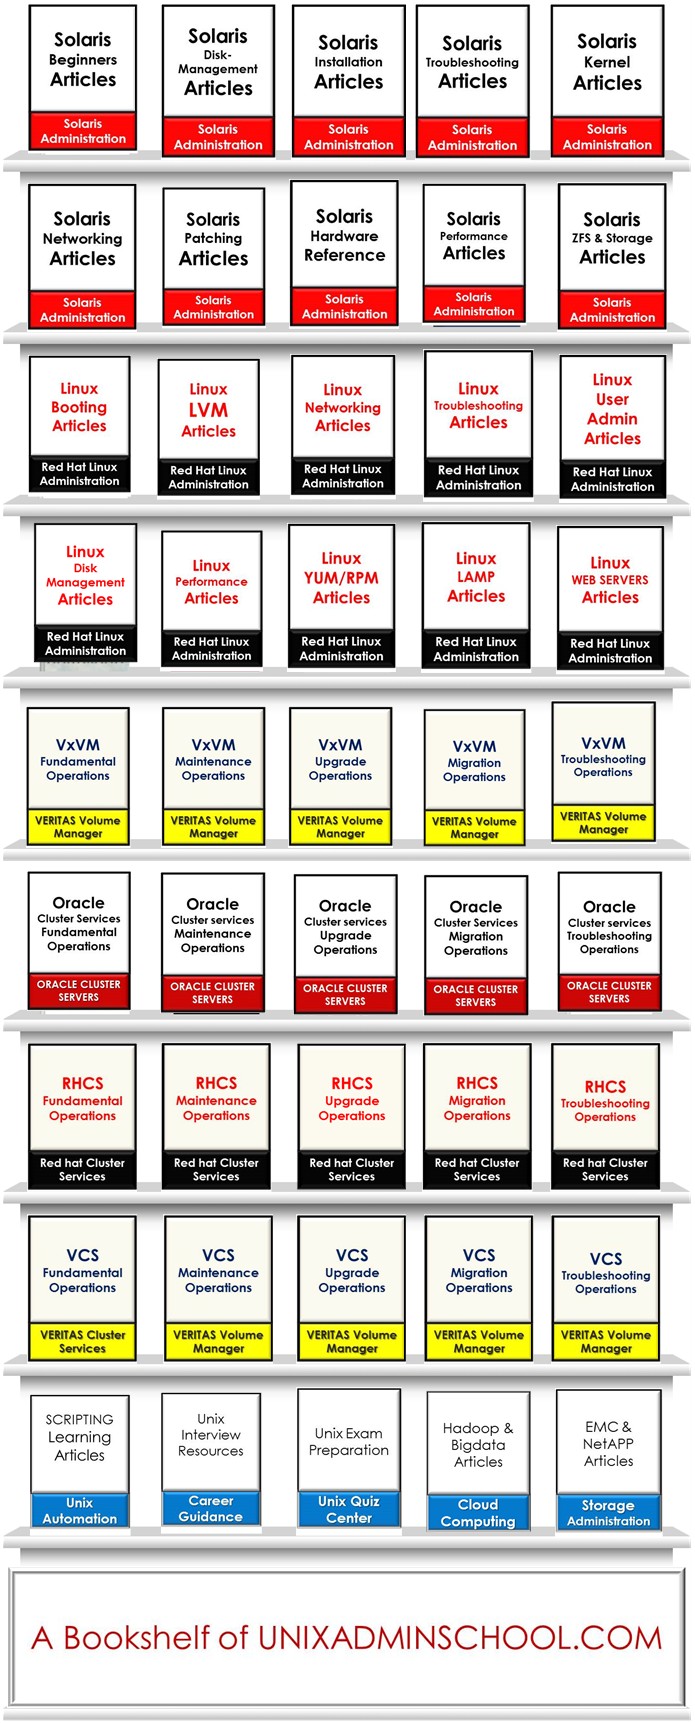 Solaris
Beginners
Articles
Solaris
Administration
Solaris
Disk-
Management
Articles
Solaris
Administration
Solaris
Installation
Articles
Solaris
Administration
Solaris
Troubleshooting
Articles
Solaris
Administration
Solaris
Kernel
Articles
Solaris
Administration
Solaris
Networking
Articles
Solaris
Administration
Solaris
Patching
Articles
Solaris
Administration
Solaris
Hardware
Reference
Solaris
Administration
Solaris
Performance
Articles
Solaris
Administration
Solaris
ZFS & Storage
Articles
Solaris
Administration
Linux
Booting
Articles
Red Hat Linux
Administration
Linux
LVM
Articles
Red Hat Linux
Administration
Linux
Networking
Articles
Red Hat Linux
Administration
Linux
Troubleshooting
Articles
Red Hat Linux
Administration
Linux
User
Admin
Articles
Red Hat Linux
Administration
Linux
Disk
Management
Articles
Red Hat Linux
Administration
Linux
Performance
Articles
Red Hat Linux
Administration
Linux
YUM/RPM
Articles
Red Hat Linux
Administration
Linux
LAMP
Articles
Red Hat Linux
Administration
Linux
WEB SERVERS
Articles
Red Hat Linux
Administration
VxVM
Fundamental
Operations
VERITAS Volume
Manager
VxVM
Maintenance
Operations
VERITAS Volume
Manager
VxVM
Upgrade
Operations
VERITAS Volume
Manager
VxVM
Migration
Operations
VERITAS Volume
Manager
VxVM
Troubleshooting
Operations
VERITAS Volume
Manager
Oracle
Cluster Services
Fundamental
Operations
ORACLE CLUSTER
SERVERS
Oracle
Cluster services
Maintenance
Operations
ORACLE CLUSTER
SERVERS
Oracle
Cluster services
Upgrade
Operations
ORACLE CLUSTER
SERVERS
Oracle
Cluster Services
Migration
Operations
ORACLE CLUSTER
SERVERS
Oracle
Cluster services
Troubleshooting
Operations
ORACLE CLUSTER
SERVERS
RHCS
Fundamental
Operations
Red hat Cluster
Services
RHCS
Maintenance
Operations
Red hat Cluster
Services
RHCS
Upgrade
Operations
Red hat Cluster
Services
RHCS
Migration
Operations
Red hat Cluster
Services
RHCS
Troubleshooting
Operations
Red hat Cluster
Services
VCS
Fundamental
Operations
VERITAS Cluster
Services
VCS
Maintenance
Operations
VERITAS Volume
Manager
VCS
Upgrade
Operations
VERITAS Volume
Manager
VCS
Migration
Operations
VERITAS Volume
Manager
VCS
Troubleshooting
Operations
VERITAS Volume
Manager
SCRIPTING
Learning
Articles
Unix
Automation
Unix
Interview
Resources
Career
Guidance
Unix Exam
Preparation
Unix Quiz
Center
Hadoop &
Bigdata
Articles
Cloud
Computing
EMC &
NetAPP
Articles
Storage
Administration
A Bookshelf of UNIXADMINSCHOOL.COM